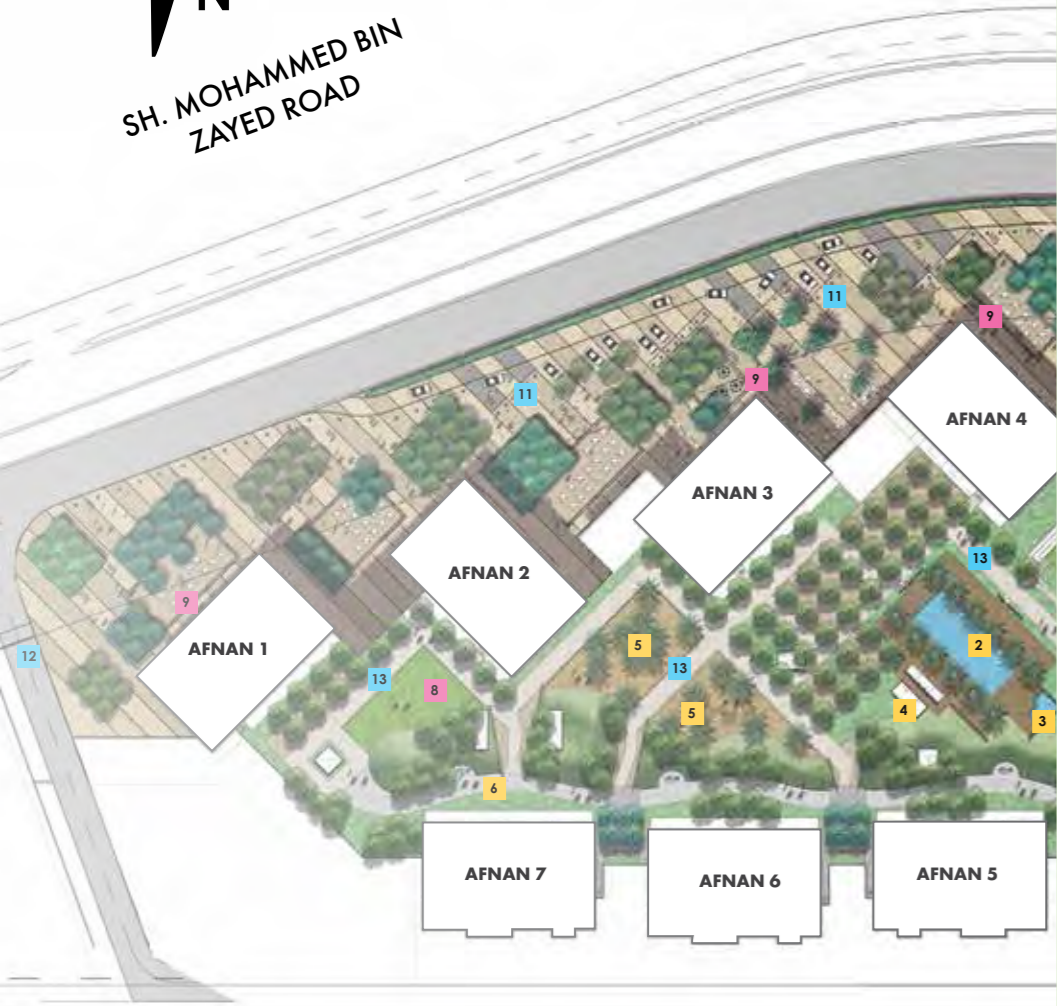 N
SH. MOHAMMED BIN
ZAYED ROAD
11
9
9
11
AFNAN 4
AFNAN 3
13
AFNAN 2
9
AFNAN 1
12
5
13
2
13
8
5
4
3
6
AFNAN 7
AFNAN 6
AFNAN 5